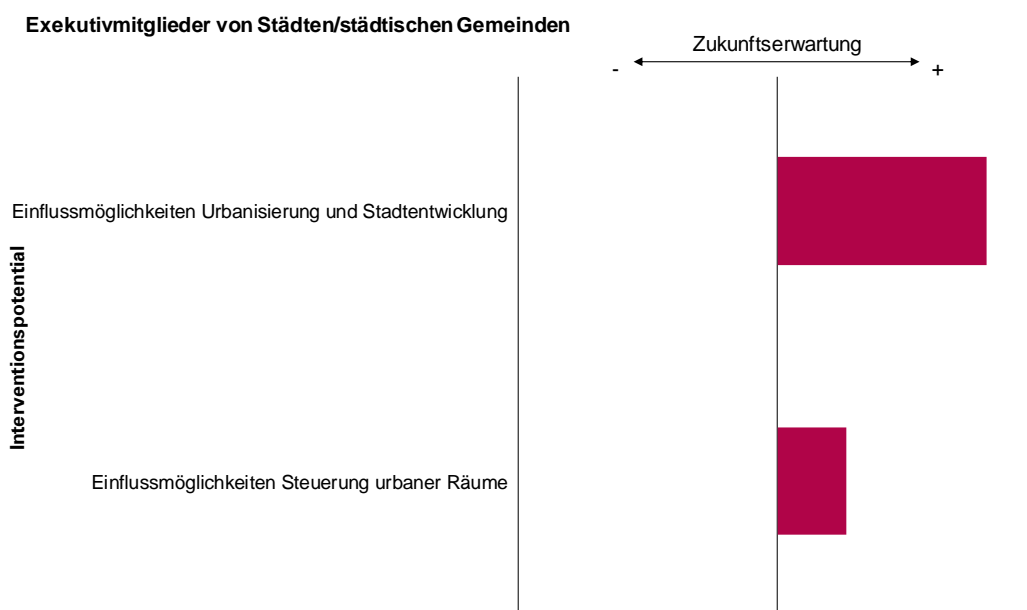 Exekutivmitglieder von Städten/städtischen Gemeinden
Zukunftserwartung
- +
Einflussmöglichkeiten Urbanisierung und Stadtentwicklung
Interventionspotential
Einflussmöglichkeiten Steuerung urbaner Räume